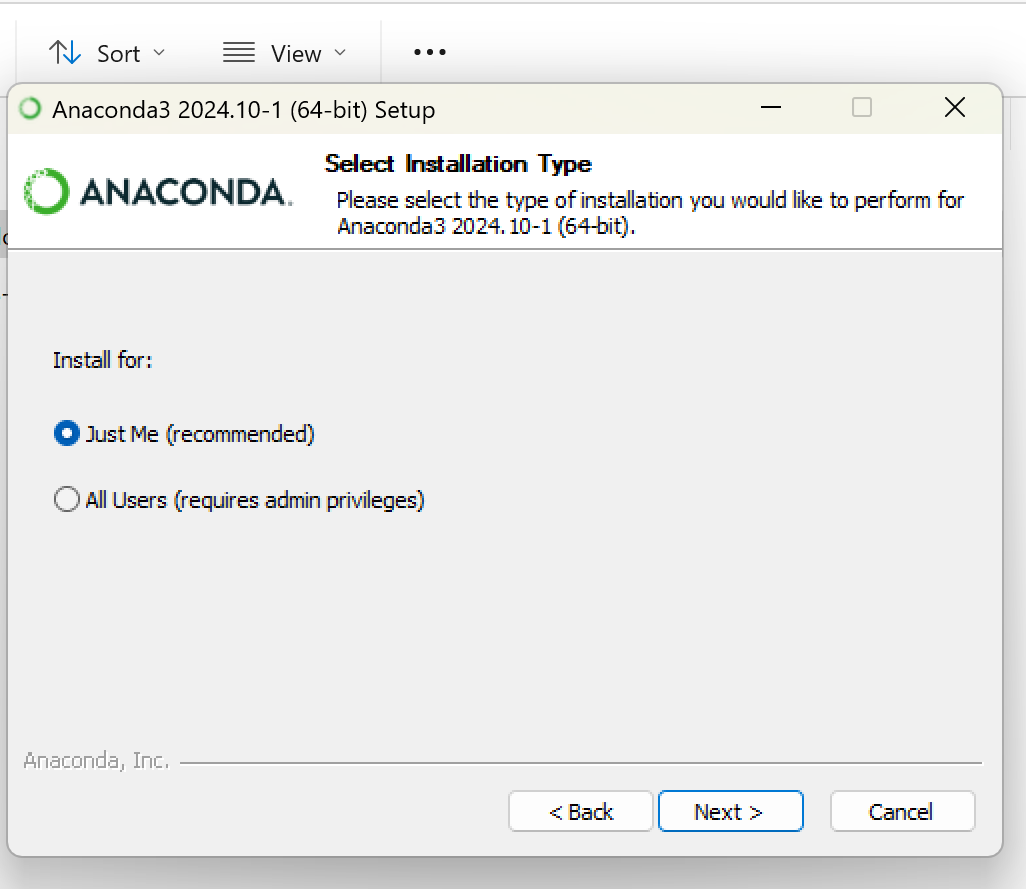 Sort View •••
Anaconda3 2024.10-1 (64-bit) Setup
ANACONDA.
Select Installation Type
Please select the type of installation you would like to perform for
Anaconda3 2024.10-1 (64-bit).
Install for:
Just Me (recommended)
All Users (requires admin privileges)
Anaconda, Inc.
< Back Next > Cancel